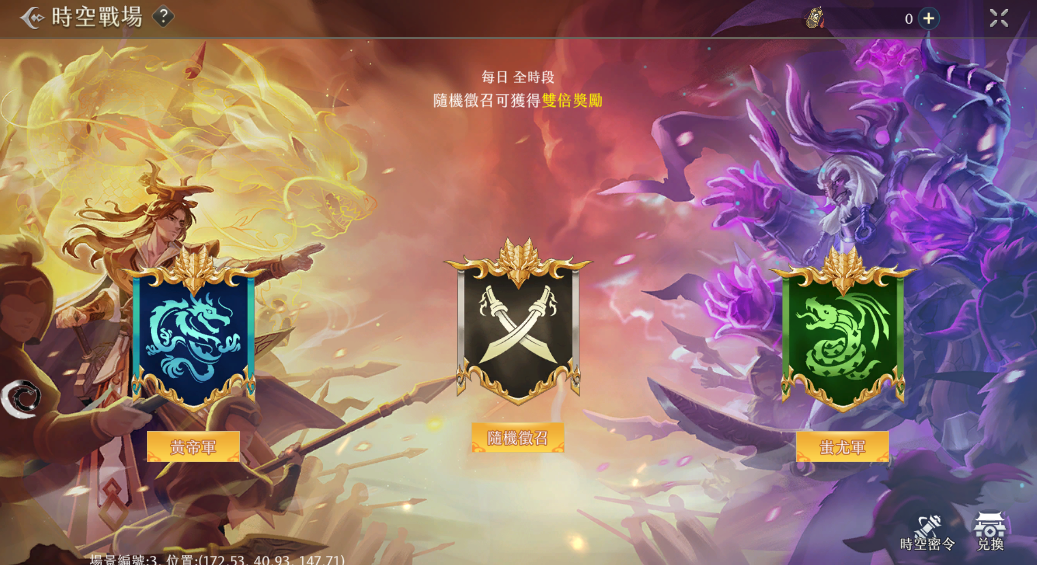 時空戰場 ?
0 +
每日 全時段
隨機徵召可獲得雙倍獎勵
黃帝軍
隨機徵召
蚩尤軍
時空密令
兌換
場景編號:3, 位置:(172.53, 40.93, 147.71)